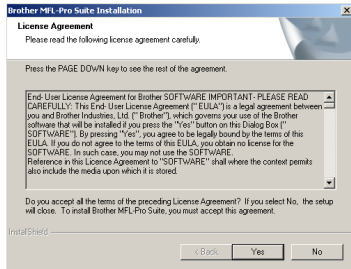 Brother MFL-Pro Suite Installation
License Agreement
Please read the following license agreement carefully.
Press the PAGE DOWN key to see the rest of the agreement.
End- User License Agreement for Brother SOFTWARE IMPORTANT- PLEASE READ
CAREFULLY: This End- User License Agreement ("EULA") is a legal agreement between
you and Brother Industries, Ltd. ("Brother"), which governs your use of the Brother
software that will be installed if you press the "Yes" button on this Dialog Box ("
SOFTWARE"). By pressing "Yes", you agree to be legally bound by the terms of this
EULA. If you do not agree to the terms of this EULA, you obtain no license for the
SOFTWARE. In such case, you may not use the SOFTWARE.
Reference in this Licence Agreement to "SOFTWARE" shall where the context permits
also include the media upon which it is stored.
Do you accept all the terms of the preceding License Agreement? If you select No, the setup
will close. To install Brother MFL-Pro Suite, you must accept this agreement.
InstallShield
< Back Yes No